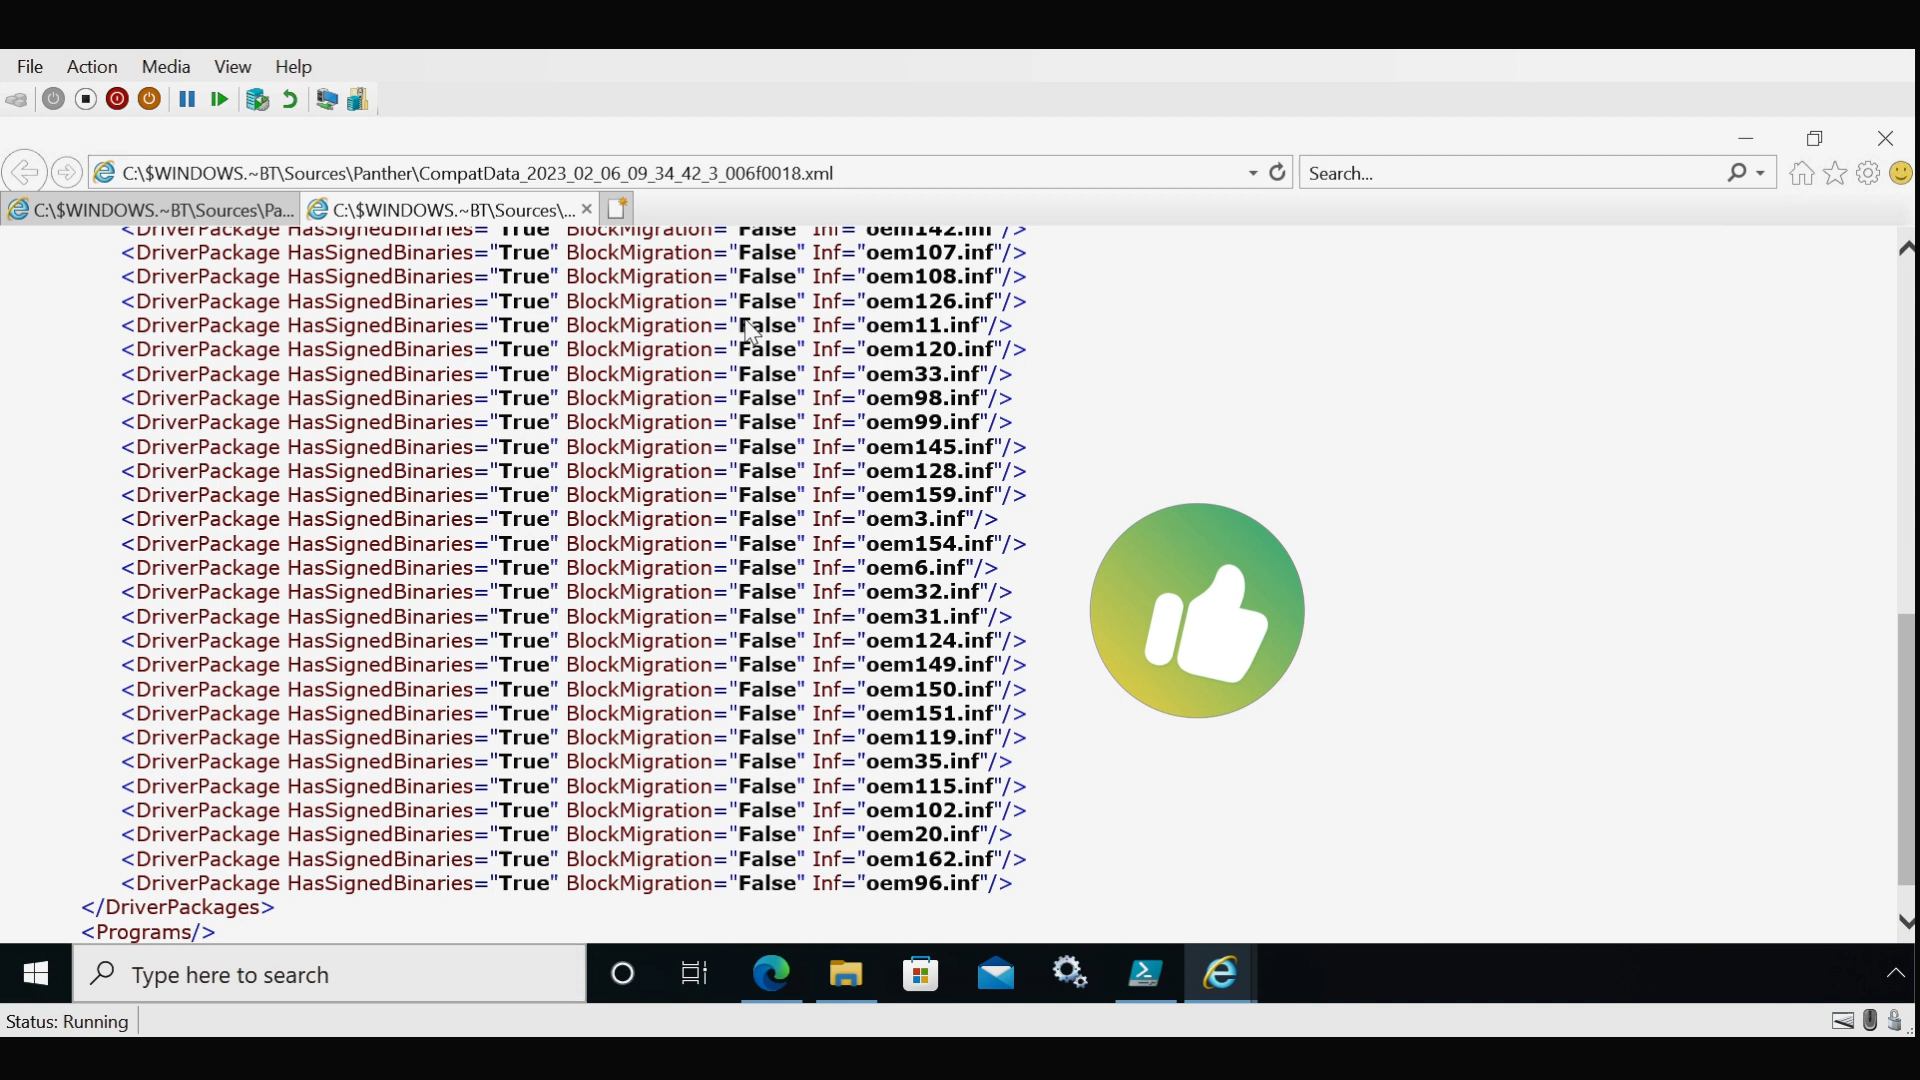 File Action Media View Help
C:\$WINDOWS.~BT\Sources\Panther\CompatData_2023_02_06_09_34_42_3_006f0018.xml Search...
C:\$WINDOWS.~BT\Sources\Pa... C:\$WINDOWS.~BT\Sources\...
<DriverPackage HasSignedBinaries="True" BlockMigration="False" Inf="oem142.inf"/>
<DriverPackage HasSignedBinaries="True" BlockMigration="False" Inf="oem107.inf"/>
<DriverPackage HasSignedBinaries="True" BlockMigration="False" Inf="oem108.inf"/>
<DriverPackage HasSignedBinaries="True" BlockMigration="False" Inf="oem126.inf"/>
<DriverPackage HasSignedBinaries="True" BlockMigration="False" Inf="oem11.inf"/>
<DriverPackage HasSignedBinaries="True" BlockMigration="False" Inf="oem120.inf"/>
<DriverPackage HasSignedBinaries="True" BlockMigration="False" Inf="oem33.inf"/>
<DriverPackage HasSignedBinaries="True" BlockMigration="False" Inf="oem98.inf"/>
<DriverPackage HasSignedBinaries="True" BlockMigration="False" Inf="oem99.inf"/>
<DriverPackage HasSignedBinaries="True" BlockMigration="False" Inf="oem145.inf"/>
<DriverPackage HasSignedBinaries="True" BlockMigration="False" Inf="oem128.inf"/>
<DriverPackage HasSignedBinaries="True" BlockMigration="False" Inf="oem159.inf"/>
<DriverPackage HasSignedBinaries="True" BlockMigration="False" Inf="oem3.inf"/>
<DriverPackage HasSignedBinaries="True" BlockMigration="False" Inf="oem154.inf"/>
<DriverPackage HasSignedBinaries="True" BlockMigration="False" Inf="oem6.inf"/>
<DriverPackage HasSignedBinaries="True" BlockMigration="False" Inf="oem32.inf"/>
<DriverPackage HasSignedBinaries="True" BlockMigration="False" Inf="oem31.inf"/>
<DriverPackage HasSignedBinaries="True" BlockMigration="False" Inf="oem124.inf"/>
<DriverPackage HasSignedBinaries="True" BlockMigration="False" Inf="oem149.inf"/>
<DriverPackage HasSignedBinaries="True" BlockMigration="False" Inf="oem150.inf"/>
<DriverPackage HasSignedBinaries="True" BlockMigration="False" Inf="oem151.inf"/>
<DriverPackage HasSignedBinaries="True" BlockMigration="False" Inf="oem119.inf"/>
<DriverPackage HasSignedBinaries="True" BlockMigration="False" Inf="oem35.inf"/>
<DriverPackage HasSignedBinaries="True" BlockMigration="False" Inf="oem115.inf"/>
<DriverPackage HasSignedBinaries="True" BlockMigration="False" Inf="oem102.inf"/>
<DriverPackage HasSignedBinaries="True" BlockMigration="False" Inf="oem20.inf"/>
<DriverPackage HasSignedBinaries="True" BlockMigration="False" Inf="oem162.inf"/>
<DriverPackage HasSignedBinaries="True" BlockMigration="False" Inf="oem96.inf"/>
</DriverPackages>
<Programs/>
Type here to search
Status: Running